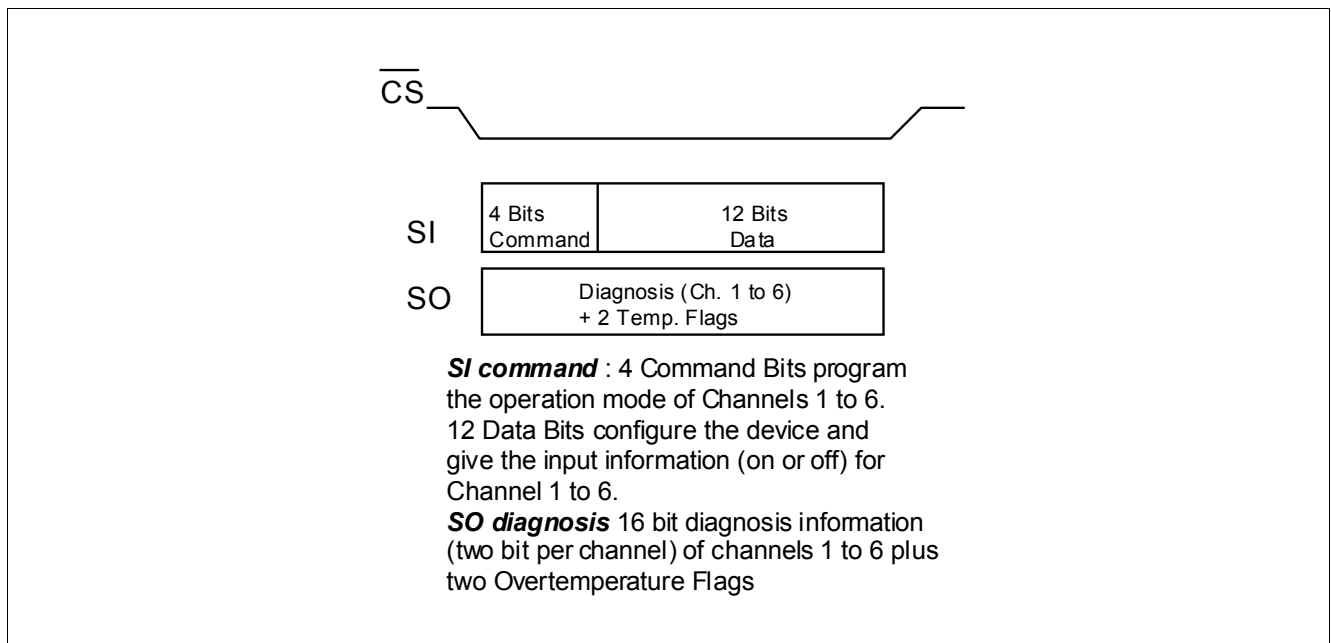 CS
SI
4 Bits
Command
12 Bits
Data
SO
Diagnosis (Ch. 1 to 6)
+ 2 Temp. Flags
SI command : 4 Command Bits program
the operation mode of Channels 1 to 6.
12 Data Bits configure the device and
give the input information (on or off) for
Channel 1 to 6.
SO diagnosis 16 bit diagnosis information
(two bit per channel) of channels 1 to 6 plus
two Overtemperature Flags